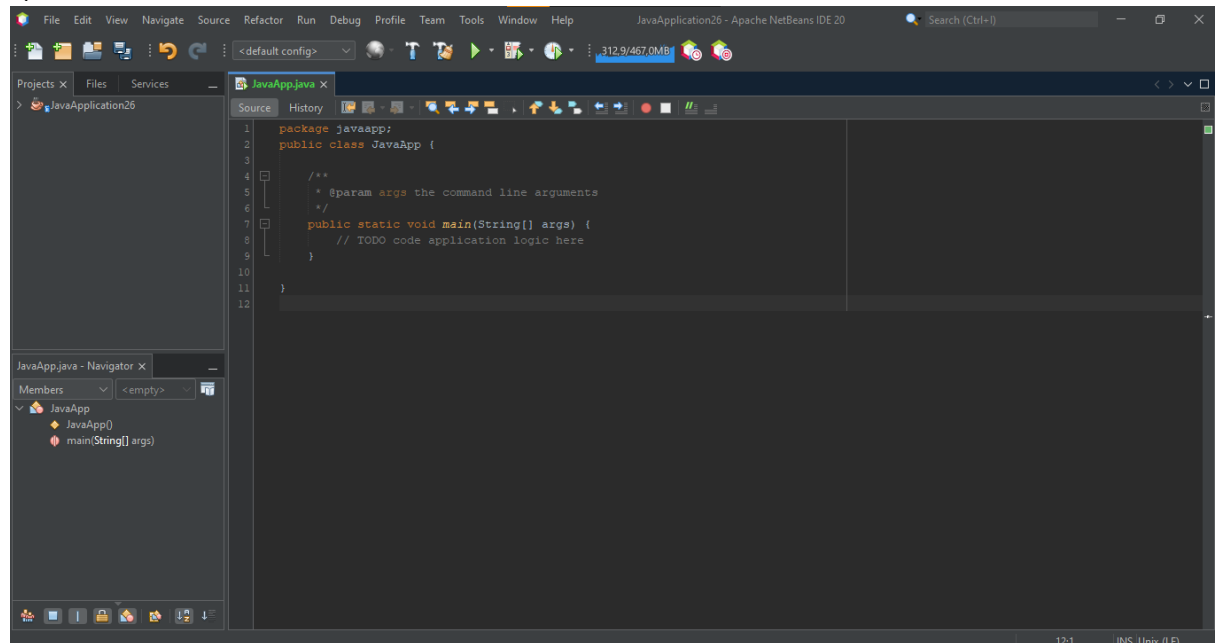 File Edit View Navigate Source Refactor Run Debug Profile Team Tools Window Help JavaApplication26 - Apache NetBeans IDE 20 Search (Ctrl+I)
<default config> 312,9/467,0MB
Projects Files Services
JavaApplication26
JavaApp.java
Source History
1 package javaapp;
2 public class JavaApp {
3
4 /**
5 * @param args the command line arguments
6 */
7 public static void main(String[] args) {
8 // TODO code application logic here
9 }
10
11 }
12
JavaApp.java - Navigator
Members <empty>
JavaApp
JavaApp()
main(String[] args)
12:1 INS Unix (LF)